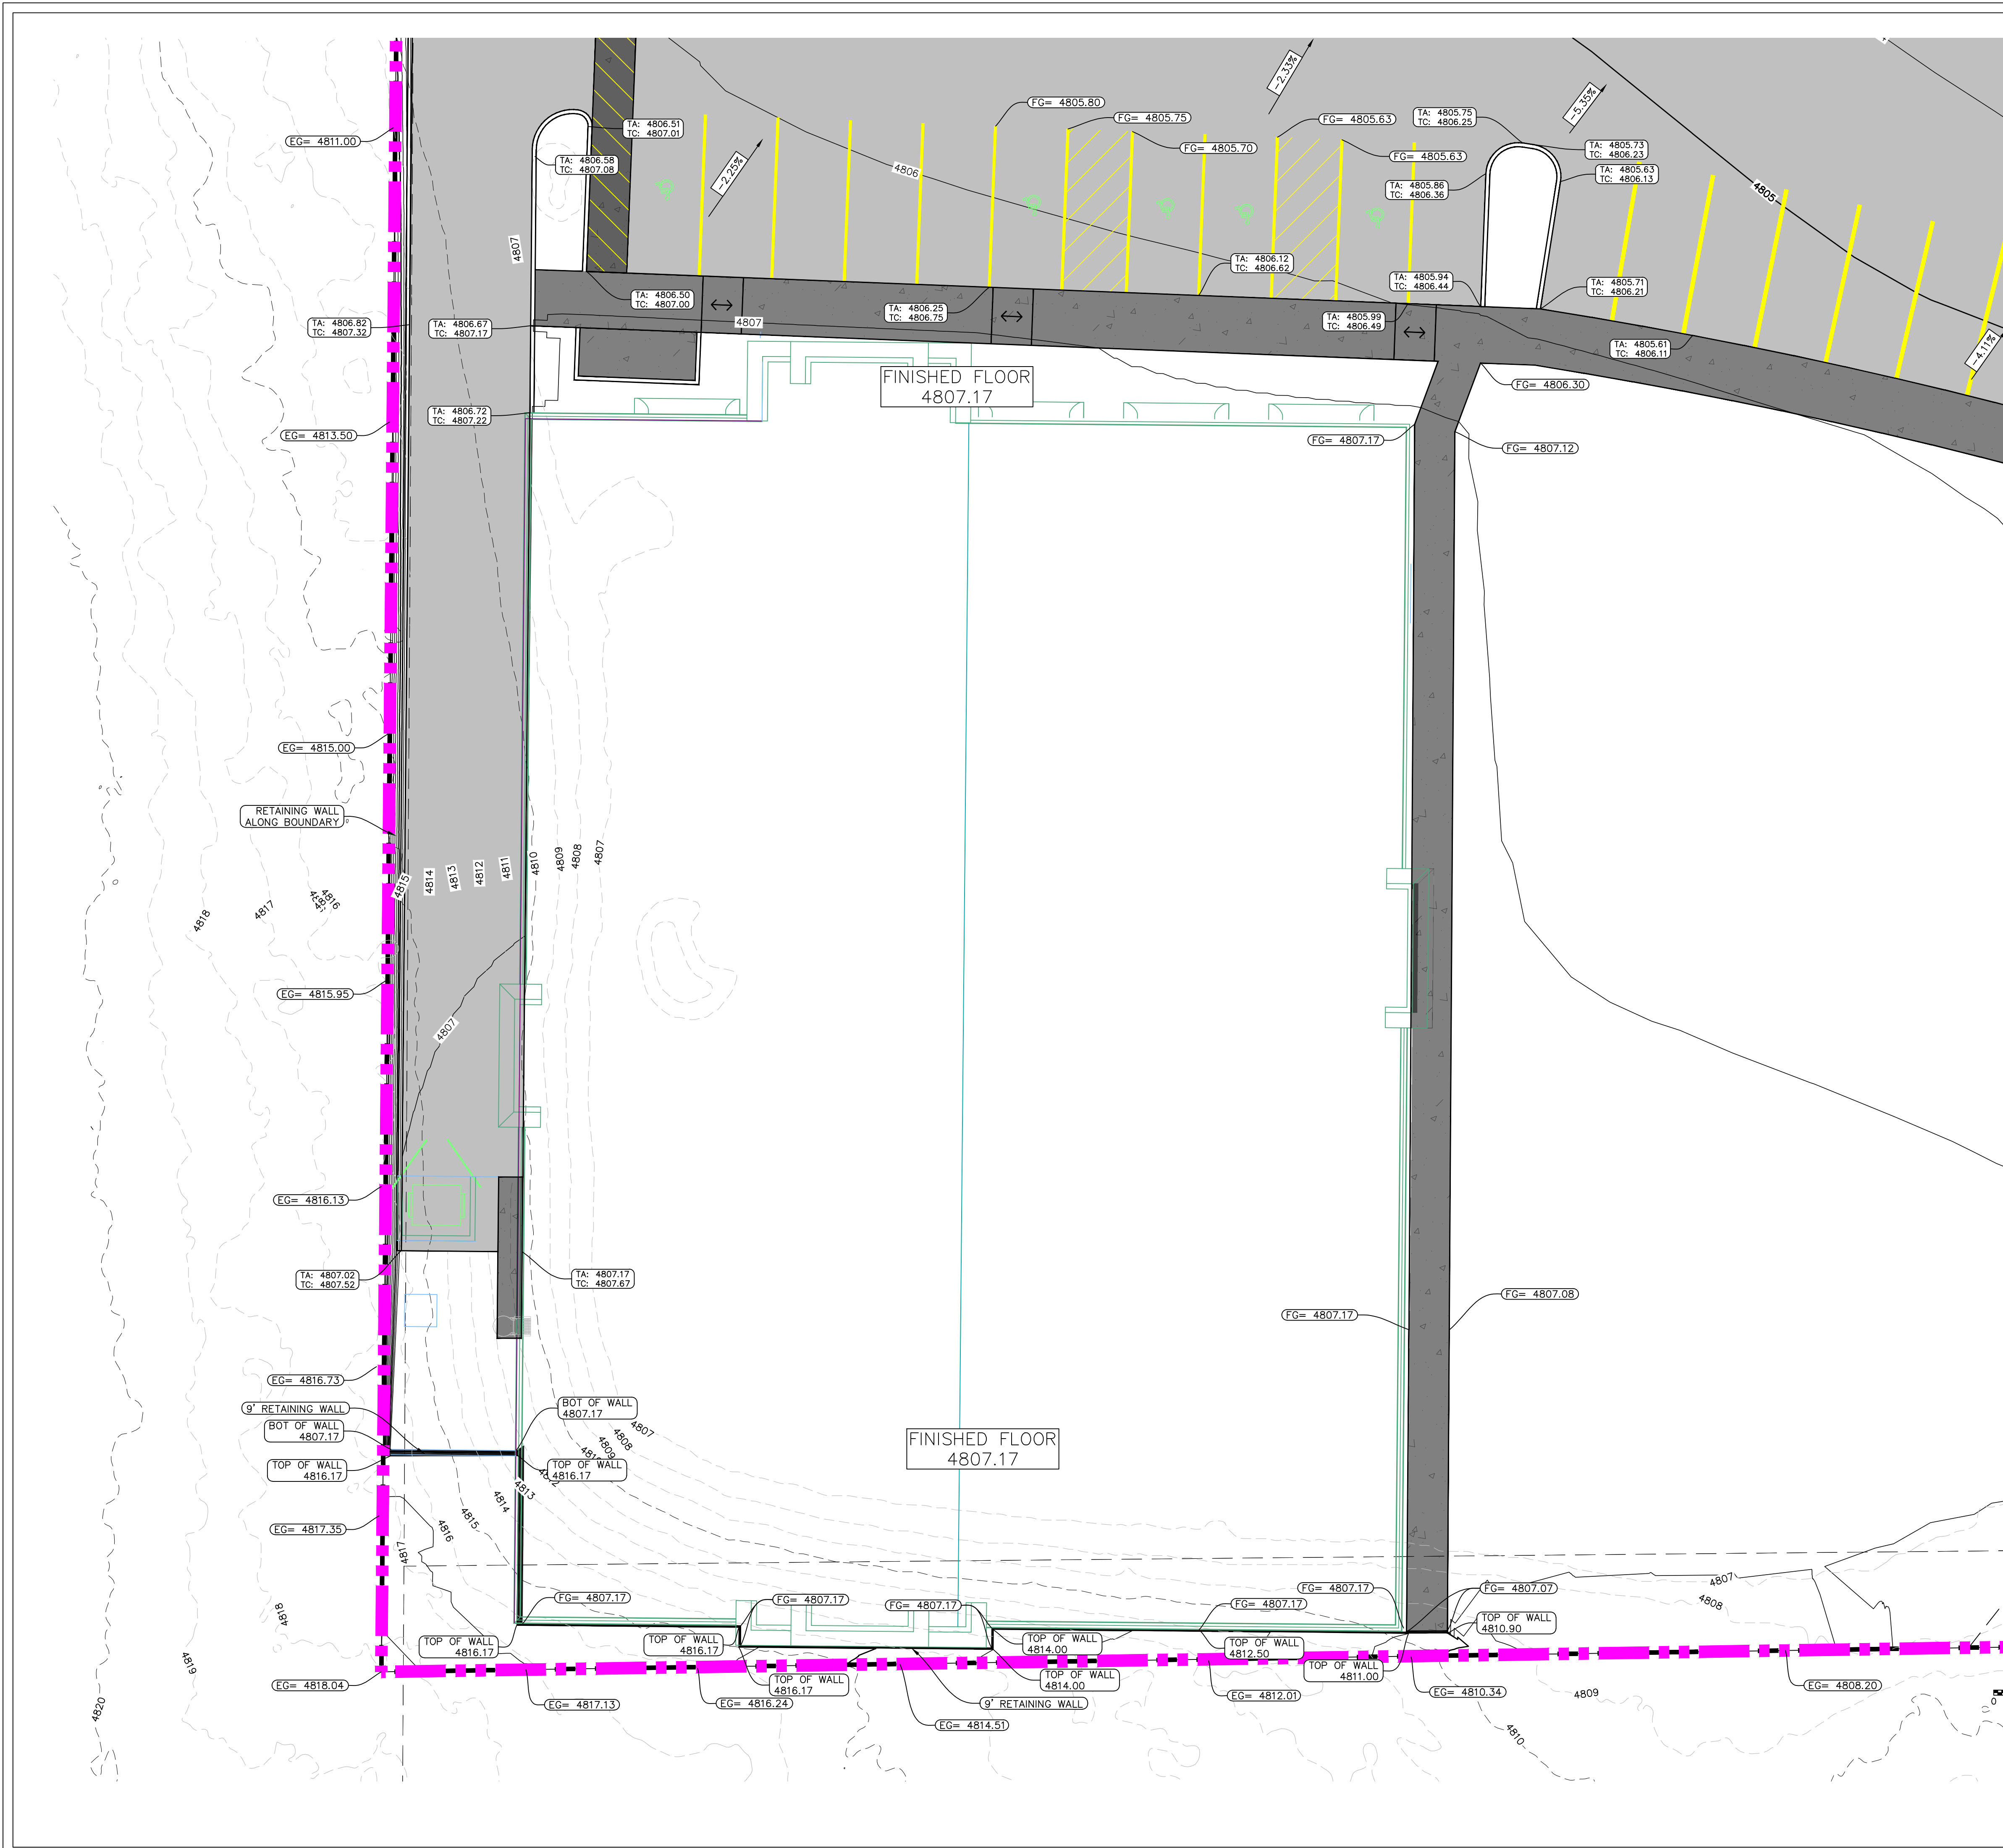 -2.33%
-5.35%
FG= 4805.80
EG= 4811.00
TA: 4806.51
TC: 4807.01
FG= 4805.75
FG= 4805.63
TA: 4805.75
TC: 4806.25
TA: 4806.58
TC: 4807.08
-2.25%
4806
FG= 4805.70
FG= 4805.63
TA: 4805.73
TC: 4806.23
TA: 4805.63
TC: 4806.13
TA: 4805.86
TC: 4806.36
4805
4807
TA: 4806.12
TC: 4806.62
TA: 4805.94
TC: 4806.44
TA: 4805.71
TC: 4806.21
TA: 4806.50
TC: 4807.00
TA: 4806.25
TC: 4806.75
TA: 4805.99
TC: 4806.49
TA: 4806.82
TC: 4807.32
TA: 4806.67
TC: 4807.17
4807
TA: 4805.61
TC: 4806.11
-4.11%
FINISHED FLOOR
4807.17
FG= 4806.30
TA: 4806.72
TC: 4807.22
EG= 4813.50
FG= 4807.17
FG= 4807.12
EG= 4815.00
RETAINING WALL
ALONG BOUNDARY
4818
4817
4816
4815
4814
4813
4812
4811
4810
4809
4808
4807
EG= 4815.95
4807
EG= 4816.13
TA: 4807.02
TC: 4807.52
TA: 4807.17
TC: 4807.67
FG= 4807.08
FG= 4807.17
EG= 4816.73
9' RETAINING WALL
BOT OF WALL
4807.17
BOT OF WALL
4807.17
TOP OF WALL
4816.17
TOP OF WALL
4816.17
4807
4808
4809
4813
4814
4815
4816
4817
FINISHED FLOOR
4807.17
EG= 4817.35
4818
4819
4820
FG= 4807.17
FG= 4807.17
FG= 4807.17
FG= 4807.17
FG= 4807.17
FG= 4807.07
4807
4808
TOP OF WALL
4816.17
TOP OF WALL
4816.17
TOP OF WALL
4814.00
TOP OF WALL
4812.50
TOP OF WALL
4810.90
TOP OF WALL
4816.17
TOP OF WALL
4814.00
TOP OF WALL
4811.00
EG= 4818.04
EG= 4817.13
EG= 4816.24
9' RETAINING WALL
EG= 4814.51
EG= 4812.01
EG= 4810.34
4809
EG= 4808.20
4810
0